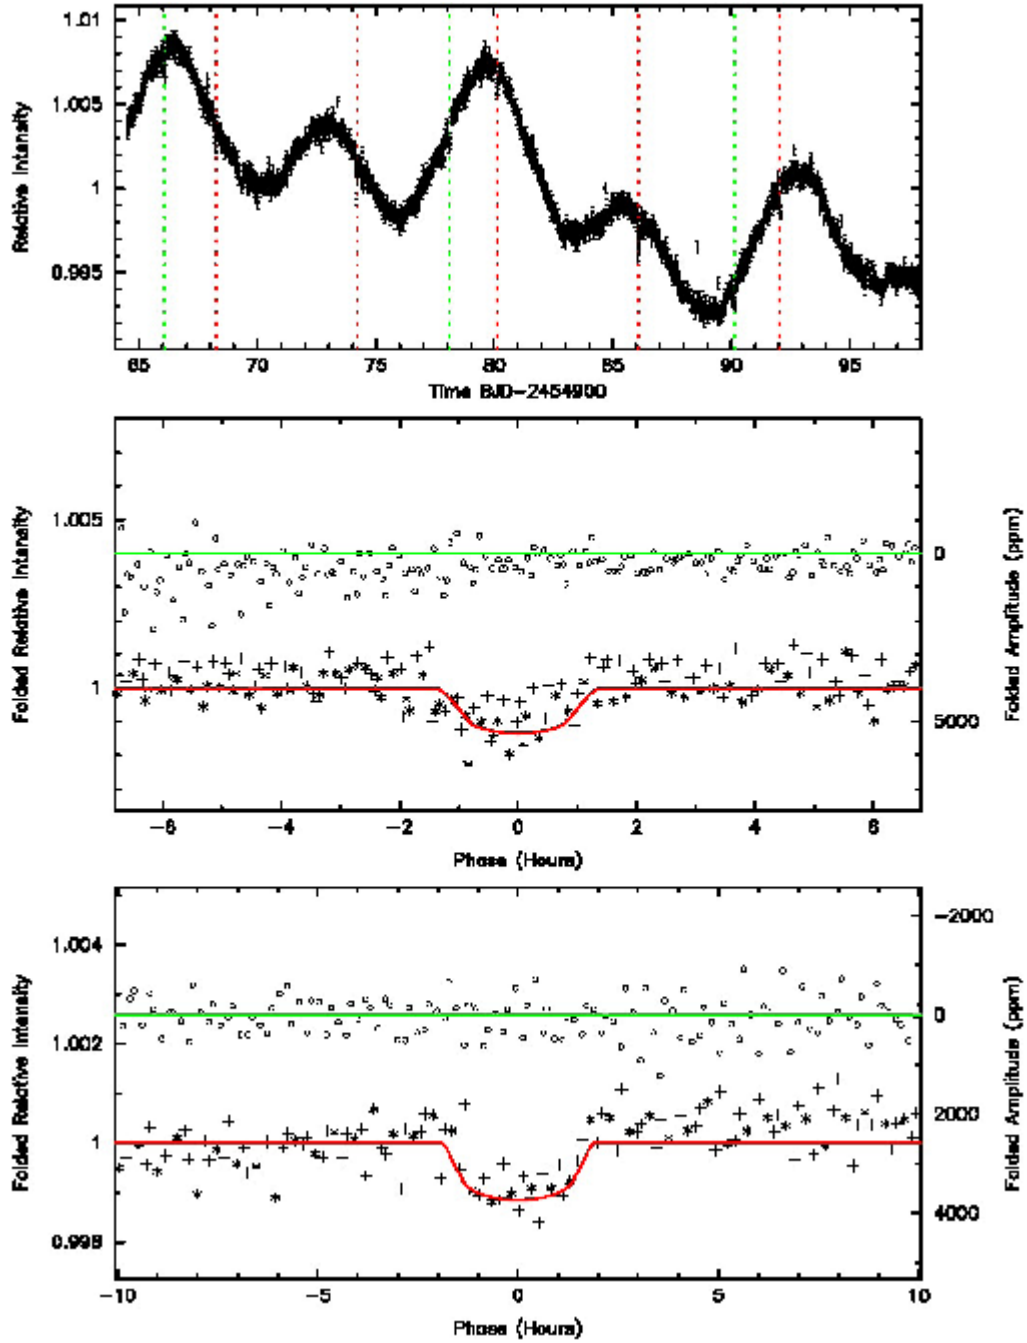 1.01
1.005
1
0.995
Relative Intensity
65 70 75 80 85 90 95
Time BJD-2454900
1.005
1
Folded Relative Intensity
0
5000
Folded Amplitude (ppm)
-6 -4 -2 0 2 4 6
Phase (Hours)
1.004
1.002
1
0.998
Folded Relative Intensity
-2000
0
2000
4000
Folded Amplitude (ppm)
-10 -5 0 5 10
Phase (Hours)